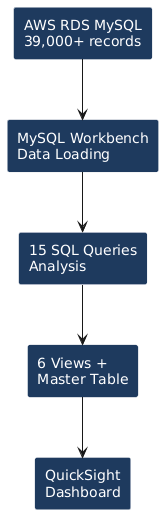 AWS RDS MySQL
39,000+ records
MySQL Workbench
Data Loading
15 SQL Queries
Analysis
6 Views +
Master Table
QuickSight
Dashboard